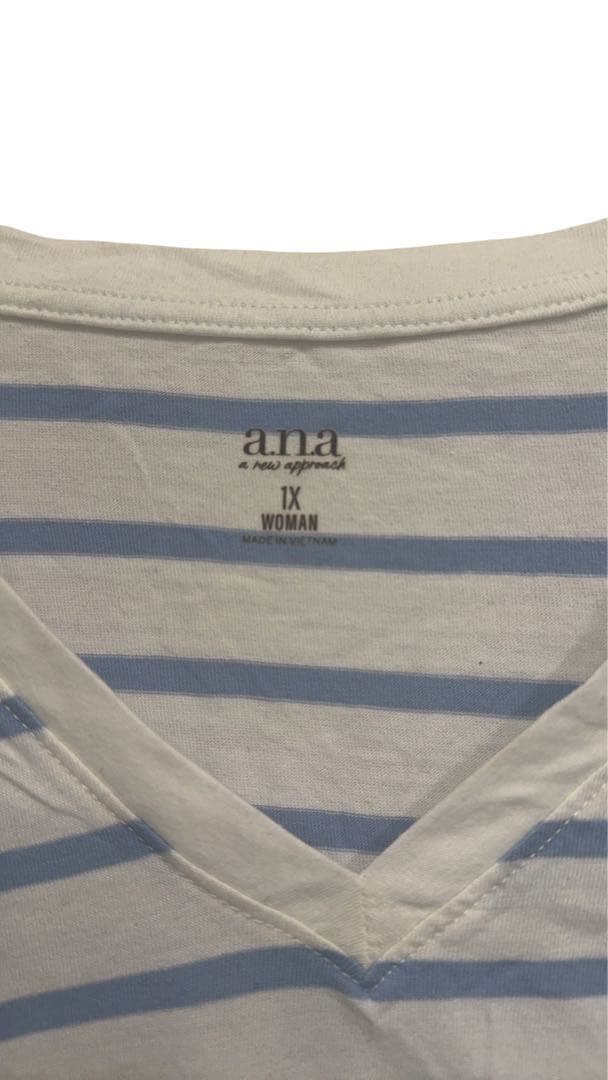 a.n.a
a new approach
1X
WOMAN
MADE IN VIETNAM